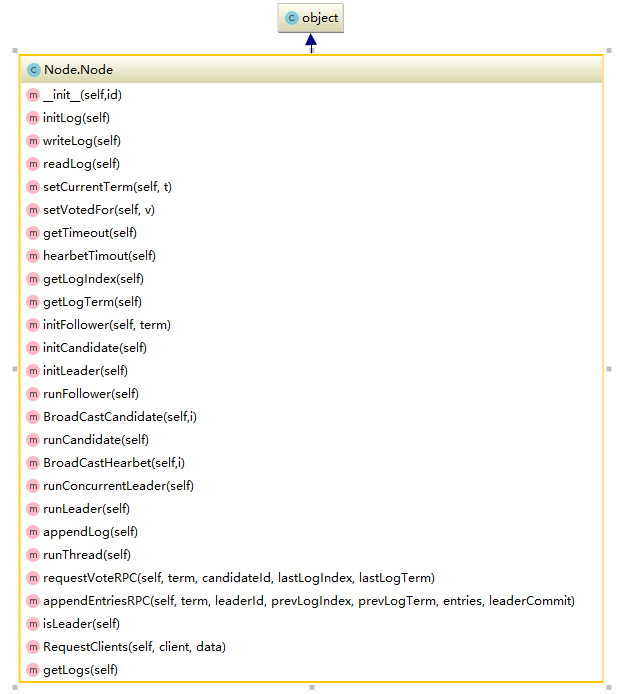 C object
C Node.Node
m __init__(self,id)
m initLog(self)
m writeLog(self)
m readLog(self)
m setCurrentTerm(self, t)
m setVotedFor(self, v)
m getTimeout(self)
m hearbetTimout(self)
m getLogIndex(self)
m getLogTerm(self)
m initFollower(self, term)
m initCandidate(self)
m initLeader(self)
m runFollower(self)
m BroadCastCandidate(self,i)
m runCandidate(self)
m BroadCastHearbet(self,i)
m runConcurrentLeader(self)
m runLeader(self)
m appendLog(self)
m runThread(self)
m requestVoteRPC(self, term, candidateId, lastLogIndex, lastLogTerm)
m appendEntriesRPC(self, term, leaderId, prevLogIndex, prevLogTerm, entries, leaderCommit)
m isLeader(self)
m RequestClients(self, client, data)
m getLogs(self)